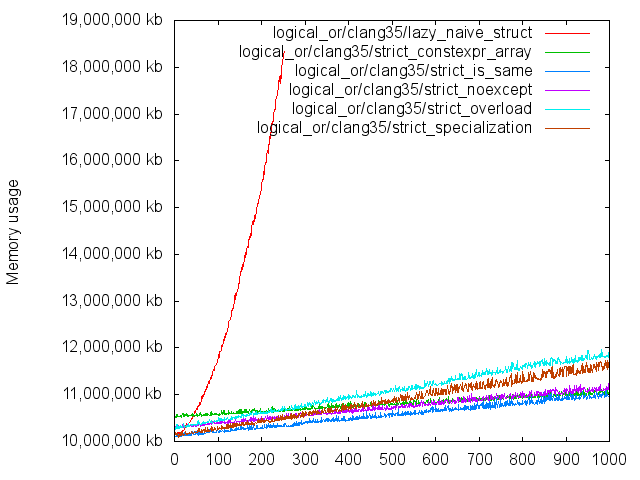 19,000,000 kb
18,000,000 kb
17,000,000 kb
16,000,000 kb
15,000,000 kb
14,000,000 kb
13,000,000 kb
12,000,000 kb
11,000,000 kb
10,000,000 kb
Memory usage
logical_or/clang35/lazy_naive_struct
logical_or/clang35/strict_constexpr_array
logical_or/clang35/strict_is_same
logical_or/clang35/strict_noexcept
logical_or/clang35/strict_overload
logical_or/clang35/strict_specialization
0 100 200 300 400 500 600 700 800 900 1000